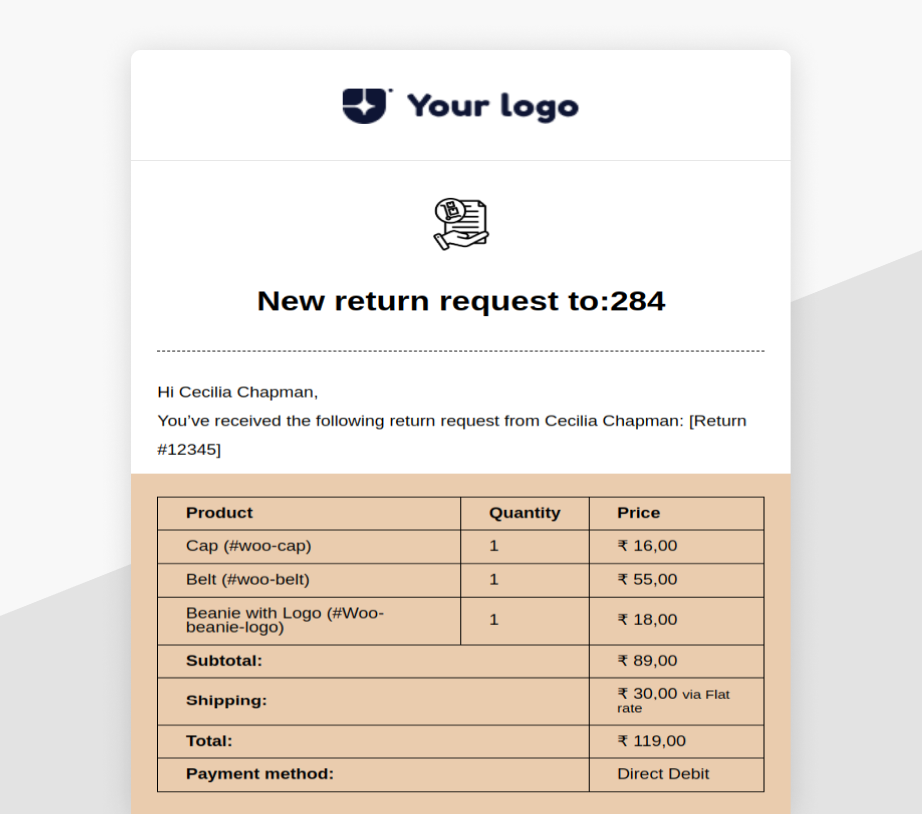 Your logo
New return request to:284
Hi Cecilia Chapman,
You’ve received the following return request from Cecilia Chapman: [Return
#12345]
Product Quantity Price
Cap (#woo-cap) 1 ₹ 16,00
Belt (#woo-belt) 1 ₹ 55,00
Beanie with Logo (#Woo-
beanie-logo) 1 ₹ 18,00
Subtotal: ₹ 89,00
Shipping: ₹ 30,00 via Flat
rate
Total: ₹ 119,00
Payment method: Direct Debit